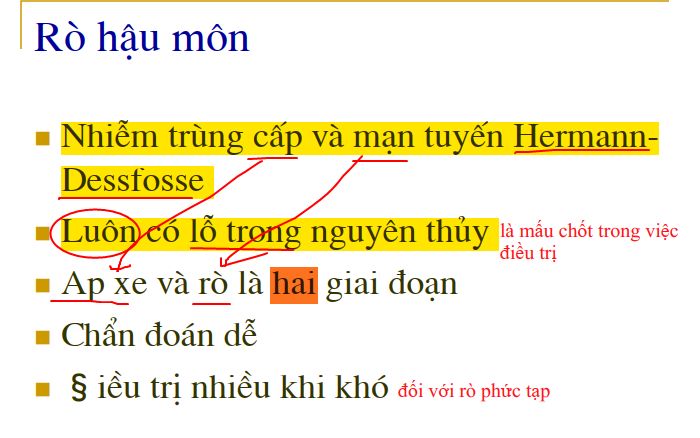 Rò hậu môn
Nhiễm trùng cấp và mạn tuyến Hermann-
Dessfosse
Luôn có lỗ trong nguyên thủy là mấu chốt trong việc
điều trị
Ap xe và rò là hai giai đoạn
Chẩn đoán dễ
§iều trị nhiều khi khó đối với rò phức tạp